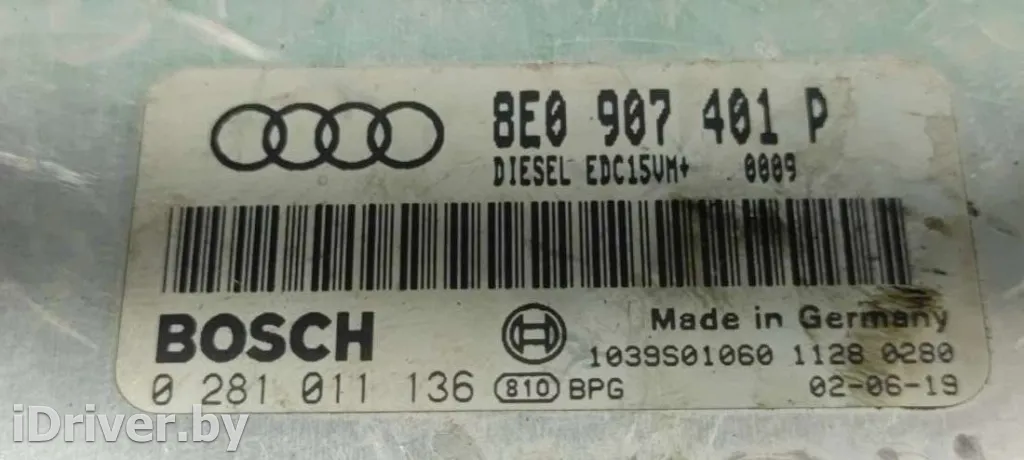 8E0 907 401 P
DIESEL EDC15VM+ 0009
BOSCH
Made in Germany
1039S01060 1128 0280
0 281 011 136 810 BPG 02-06-19
iDriver.by